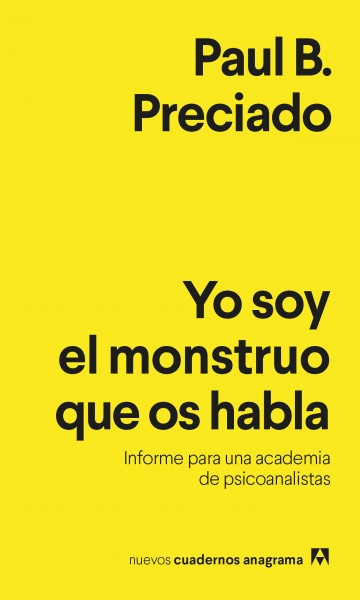 Paul B.
Preciado
Yo soy
el monstruo
que os habla
Informe para una academia
de psicoanalistas
nuevos cuadernos anagrama